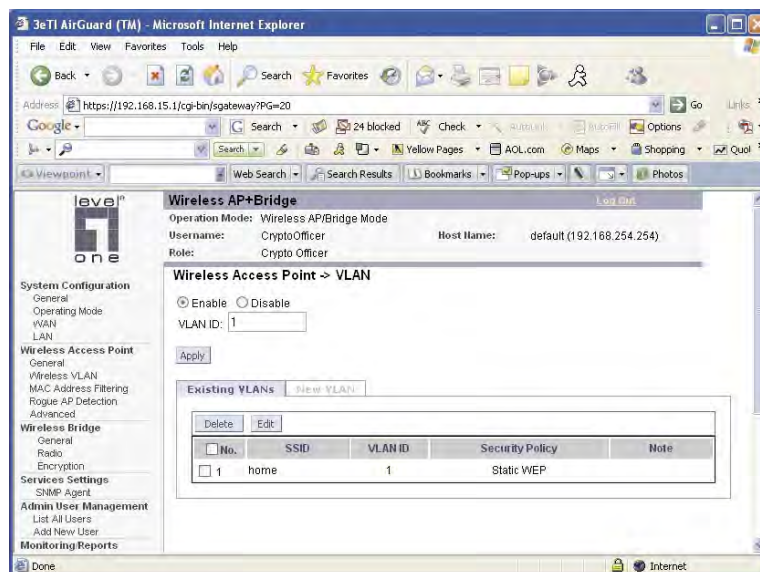 3eTI AirGuard (TM) - Microsoft Internet Explorer
File Edit View Favorites Tools Help
Back Search Favorites
Address https://192.168.15.1/cgi-bin/sgateway?PG=20 Go Links
Google Search 24 blocked Check AutoFill Options
Search Yellow Pages AOL.com Maps Shopping Quot
Viewpoint Web Search Search Results Bookmarks Pop-ups Photos
level one
Wireless AP+Bridge Log Out
Operation Mode: Wireless AP/Bridge Mode
Username: CryptoOfficer Host Name: default (192.168.254.254)
Role: Crypto Officer
System Configuration
General
Operating Mode
WAN
LAN
Wireless Access Point
General
Wireless VLAN
MAC Address Filtering
Rogue AP Detection
Advanced
Wireless Bridge
General
Radio
Encryption
Services Settings
SNMP Agent
Admin User Management
List All Users
Add New User
Monitoring/Reports
Wireless Access Point -> VLAN
Enable Disable
VLAN ID: 1
Apply
Existing VLANs New VLAN
Delete Edit
No. SSID VLAN ID Security Policy Note
1 home 1 Static WEP
Done Internet